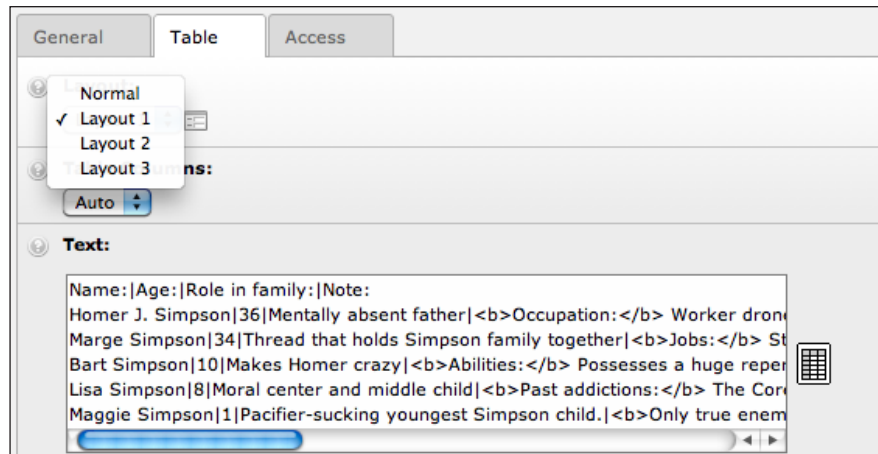 General Table Access
Normal
✓ Layout 1
Layout 2
Layout 3
mns:
Auto
Text:
Name:|Age:|Role in family:|Note:
Homer J. Simpson|36|Mentally absent father|<b>Occupation:</b> Worker drone
Marge Simpson|34|Thread that holds Simpson family together|<b>Jobs:</b> St
Bart Simpson|10|Makes Homer crazy|<b>Abilities:</b> Possesses a huge reper
Lisa Simpson|8|Moral center and middle child|<b>Past addictions:</b> The Cor
Maggie Simpson|1|Pacifier-sucking youngest Simpson child.|<b>Only true enem